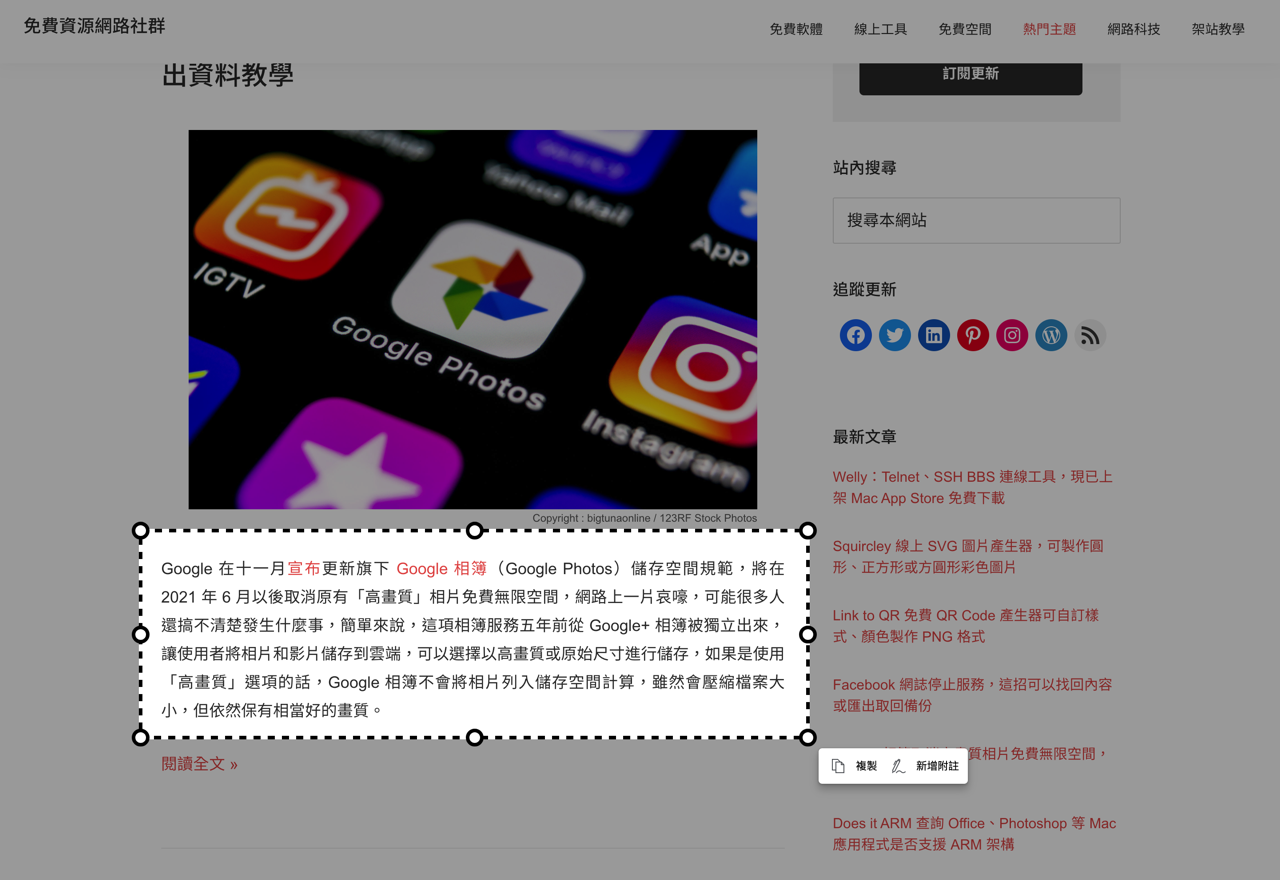 免費資源網路社群
免費軟體
線上工具
免費空間
熱門主題
網路科技
架站教學
出資料教學
Yahoo Mail
App
IGTV
Google Photos
Instagram
Copyright : bigtunaonline / 123RF Stock Photos
Google 在十一月宣布更新旗下 Google 相簿（Google Photos）儲存空間規範，將在
2021 年 6 月以後取消原有「高畫質」相片免費無限空間，網路上一片哀嚎，可能很多人
還搞不清楚發生什麼事，簡單來說，這項相簿服務五年前從 Google+ 相簿被獨立出來，
讓使用者將相片和影片儲存到雲端，可以選擇以高畫質或原始尺寸進行儲存，如果是使用
「高畫質」選項的話，Google 相簿不會將相片列入儲存空間計算，雖然會壓縮檔案大
小，但依然保有相當好的畫質。
閱讀全文 »
訂閱更新
站內搜尋
搜尋本網站
追蹤更新
最新文章
Welly：Telnet、SSH BBS 連線工具，現已上
架 Mac App Store 免費下載
Squircley 線上 SVG 圖片產生器，可製作圓
形、正方形或方圓形彩色圖片
Link to QR 免費 QR Code 產生器可自訂樣
式、顏色製作 PNG 格式
Facebook 網誌停止服務，這招可以找回內容
或匯出取回備份
質相片免費無限空間，
複製
新增附註
Does it ARM 查詢 Office、Photoshop 等 Mac
應用程式是否支援 ARM 架構